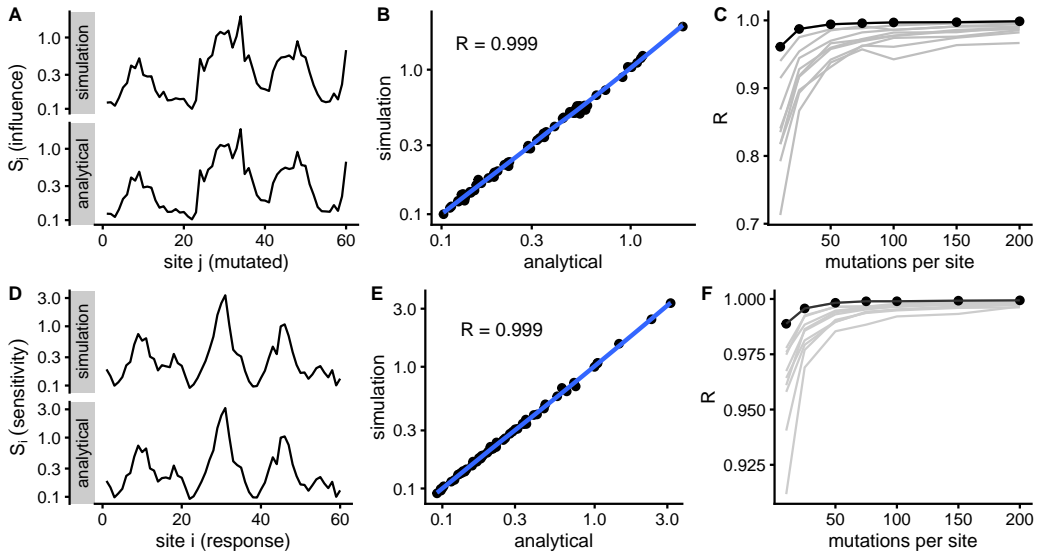 A
S_j (influence)
simulation
1.0
0.3
0.1
analytical
1.0
0.3
0.1
0
20
40
60
site j (mutated)
B
R = 0.999
simulation
1.0
0.3
0.1
0.1
0.3
1.0
analytical
C
R
1
0.9
0.8
0.7
50
100
150
200
mutations per site
D
S_i (sensitivity)
simulation
3.0
1.0
0.3
0.1
analytical
3.0
1.0
0.3
0.1
0
20
40
60
site i (response)
E
R = 0.999
simulation
3.0
1.0
0.3
0.1
0.1
0.3
1.0
3.0
analytical
F
R
1.000
0.975
0.950
0.925
50
100
150
200
mutations per site